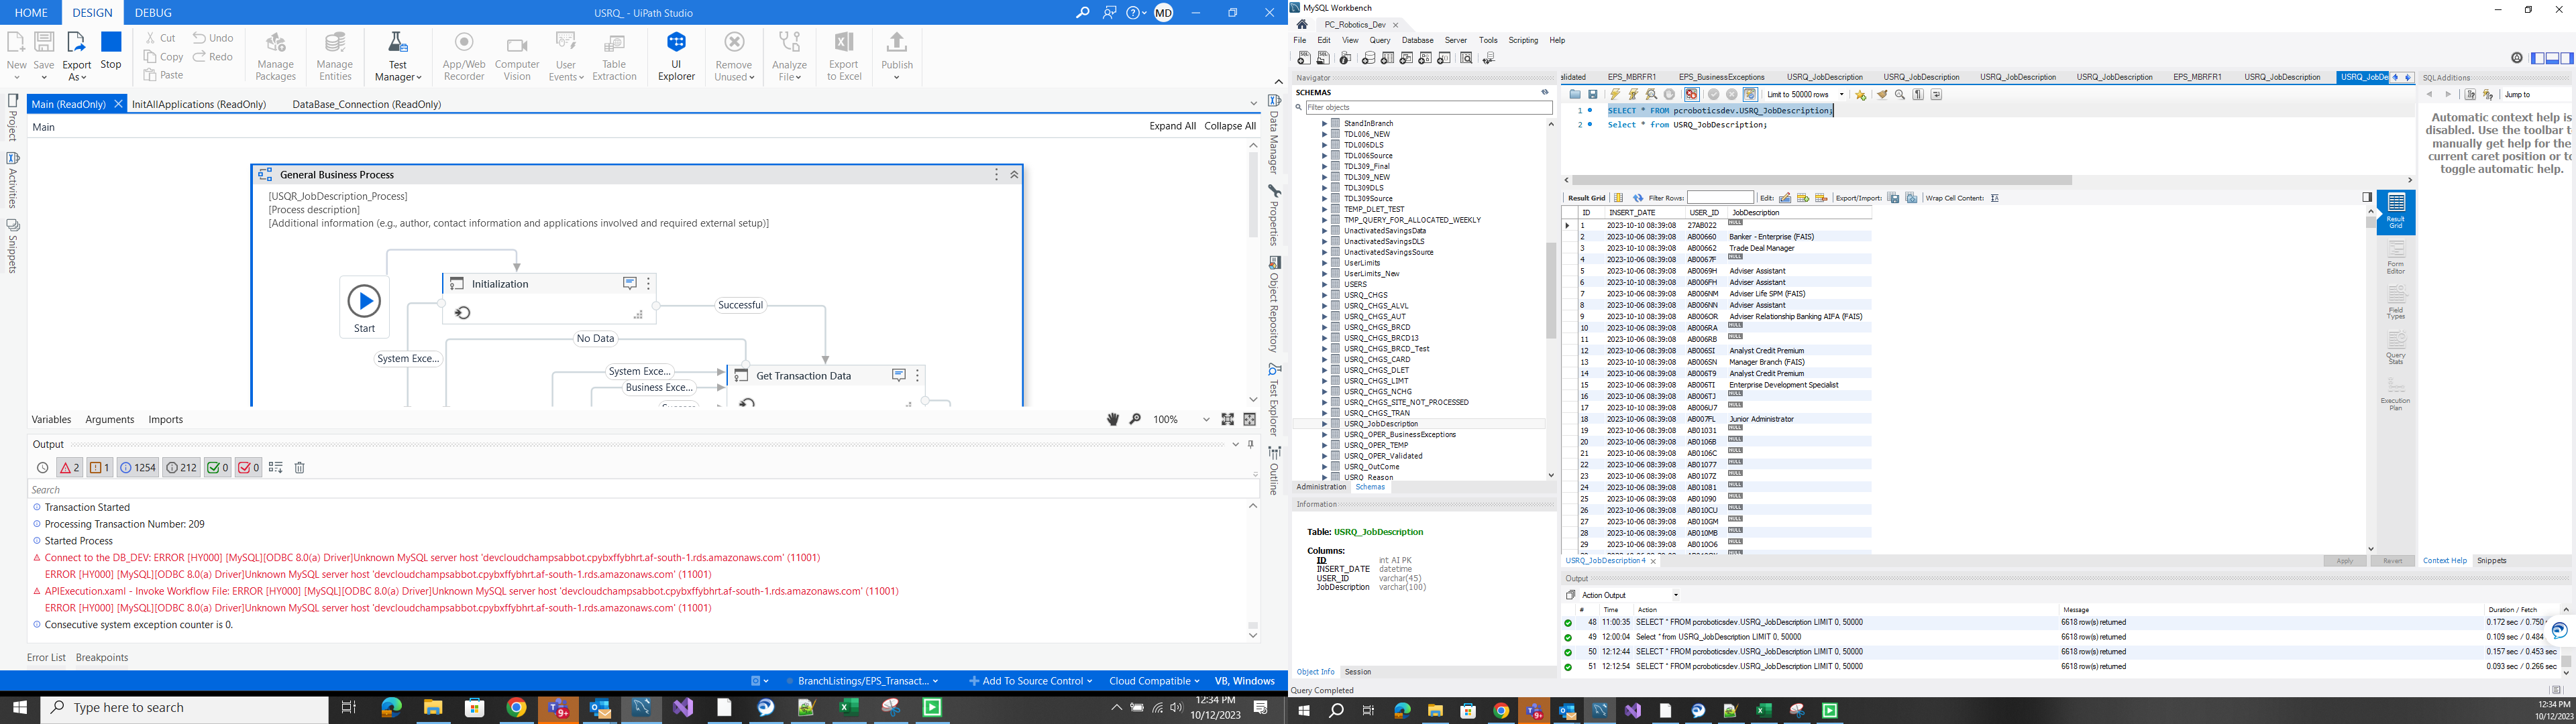 HOME
DESIGN
DEBUG
USRQ_ - UiPath Studio
MD
New
Save
Export As
Stop
Cut
Copy
Paste
Undo
Redo
Manage Packages
Manage Entities
Test Manager
App/Web Recorder
Computer Vision
User Events
Table Extraction
UI Explorer
Remove Unused
Analyze File
Export to Excel
Publish
Main (ReadOnly)
InitAllApplications (ReadOnly)
DataBase_Connection (ReadOnly)
Project
Activities
Snippets
Main
Expand All
Collapse All
General Business Process
[USQR_JobDescription_Process]
[Process description]
[Additional information (e.g., author, contact information and applications involved and required external setup)]
Start
Initialization
Successful
System Exce...
No Data
System Exce...
Business Exce...
Get Transaction Data
Data Manager
Properties
Object Repository
Test Explorer
Outline
Variables
Arguments
Imports
100%
Output
2
1
1254
212
0
0
Search
Transaction Started
Processing Transaction Number: 209
Started Process
Connect to the DB_DEV: ERROR [HY000] [MySQL][ODBC 8.0(a) Driver]Unknown MySQL server host 'devcloudchampsabbot.cpybxffybhrt.af-south-1.rds.amazonaws.com' (11001)
ERROR [HY000] [MySQL][ODBC 8.0(a) Driver]Unknown MySQL server host 'devcloudchampsabbot.cpybxffybhrt.af-south-1.rds.amazonaws.com' (11001)
APIExecution.xaml - Invoke Workflow File: ERROR [HY000] [MySQL][ODBC 8.0(a) Driver]Unknown MySQL server host 'devcloudchampsabbot.cpybxffybhrt.af-south-1.rds.amazonaws.com' (11001)
ERROR [HY000] [MySQL][ODBC 8.0(a) Driver]Unknown MySQL server host 'devcloudchampsabbot.cpybxffybhrt.af-south-1.rds.amazonaws.com' (11001)
Consecutive system exception counter is 0.
Error List
Breakpoints
BranchListings/EPS_Transact...
Add To Source Control
Cloud Compatible
VB, Windows
Type here to search
9+
12:34 PM
10/12/2023
MySQL Workbench
PC_Robotics_Dev
File Edit View Query Database Server Tools Scripting Help
Navigator
SCHEMAS
Filter objects
StandInBranch
TDL006_NEW
TDL006DLS
TDL006Source
TDL309_Final
TDL309_NEW
TDL309DLS
TDL309Source
TEMP_DLET_TEST
TMP_QUERY_FOR_ALLOCATED_WEEKLY
UnactivatedSavingsData
UnactivatedSavingsDLS
UnactivatedSavingsSource
UserLimits
UserLimits_New
USERS
USRQ_CHGS
USRQ_CHGS_ALVL
USRQ_CHGS_AUT
USRQ_CHGS_BRCD
USRQ_CHGS_BRCD13
USRQ_CHGS_BRCD_Test
USRQ_CHGS_CARD
USRQ_CHGS_DLET
USRQ_CHGS_LIMT
USRQ_CHGS_NCHG
USRQ_CHGS_SITE_NOT_PROCESSED
USRQ_CHGS_TRAN
USRQ_JobDescription
USRQ_OPER_BusinessExceptions
USRQ_OPER_TEMP
USRQ_OPER_Validated
USRQ_OutCome
USRQ_Reason
Administration
Schemas
Information
Table: USRQ_JobDescription
Columns:
ID int AI PK
INSERT_DATE datetime
USER_ID varchar(45)
JobDescription varchar(100)
Object Info
Session
Query Completed
alidated
EPS_MBRFR1
EPS_BusinessExceptions
USRQ_JobDescription
USRQ_JobDescription
SQRQ_JobDescription
USRQ_JobDescription
EPS_MBRFR1
USRQ_JobDescription
USRQ_JobDe
Limit to 50000 rows
1 SELECT * FROM pcroboticsdev.USRQ_JobDescription;
2 Select * from USRQ_JobDescription;
Result Grid
Filter Rows:
Edit:
Export/Import:
Wrap Cell Content:
ID INSERT_DATE USER_ID JobDescription
1 2023-10-10 08:39:08 27AB022 NULL
2 2023-10-06 08:39:08 AB00660 Banker - Enterprise (FAIS)
3 2023-10-10 08:39:08 AB00662 Trade Deal Manager
4 2023-10-06 08:39:08 AB0067F NULL
5 2023-10-06 08:39:08 AB0069H Adviser Assistant
6 2023-10-10 08:39:08 AB006FH Adviser Assistant
7 2023-10-06 08:39:08 AB006NM Adviser Life SPM (FAIS)
8 2023-10-06 08:39:08 AB006NN Adviser Assistant
9 2023-10-10 08:39:08 AB006OR Adviser Relationship Banking AIFA (FAIS)
10 2023-10-06 08:39:08 AB006RA NULL
11 2023-10-06 08:39:08 AB006RB NULL
12 2023-10-06 08:39:08 AB006SI Analyst Credit Premium
13 2023-10-10 08:39:08 AB006SN Manager Branch (FAIS)
14 2023-10-06 08:39:08 AB006T9 Analyst Credit Premium
15 2023-10-06 08:39:08 AB006TI Enterprise Development Specialist
16 2023-10-06 08:39:08 AB006TJ NULL
17 2023-10-10 08:39:08 AB006U7 NULL
18 2023-10-06 08:39:08 AB007FL Junior Administrator
19 2023-10-06 08:39:08 AB01031 NULL
20 2023-10-06 08:39:08 AB0106B NULL
21 2023-10-06 08:39:08 AB0106C NULL
22 2023-10-06 08:39:08 AB01077 NULL
23 2023-10-06 08:39:08 AB0107Z NULL
24 2023-10-06 08:39:08 AB01081 NULL
25 2023-10-06 08:39:08 AB01090 NULL
26 2023-10-06 08:39:08 AB010CU NULL
27 2023-10-06 08:39:08 AB010GM NULL
28 2023-10-06 08:39:08 AB010MB NULL
29 2023-10-06 08:39:08 AB010O6 NULL
Result Grid
Form Editor
Field Types
Query Stats
Execution Plan
USRQ_JobDescription 4
Apply
Revert
SQLAdditions
Jump to
Automatic context help is
disabled. Use the toolbar t
manually get help for the
current caret position or to
toggle automatic help.
Context Help
Snippets
Output
Action Output
# Time Action Message Duration / Fetch
48 11:00:35 SELECT * FROM pcroboticsdev.USRQ_JobDescription LIMIT 0, 50000 6618 row(s) returned 0.172 sec / 0.750
49 12:00:04 Select * from USRQ_JobDescription LIMIT 0, 50000 6618 row(s) returned 0.109 sec / 0.484
50 12:12:44 SELECT * FROM pcroboticsdev.USRQ_JobDescription LIMIT 0, 50000 6618 row(s) returned 0.157 sec / 0.453 sec
51 12:12:54 SELECT * FROM pcroboticsdev.USRQ_JobDescription LIMIT 0, 50000 6618 row(s) returned 0.093 sec / 0.266 sec
12:34 PM
10/12/2023